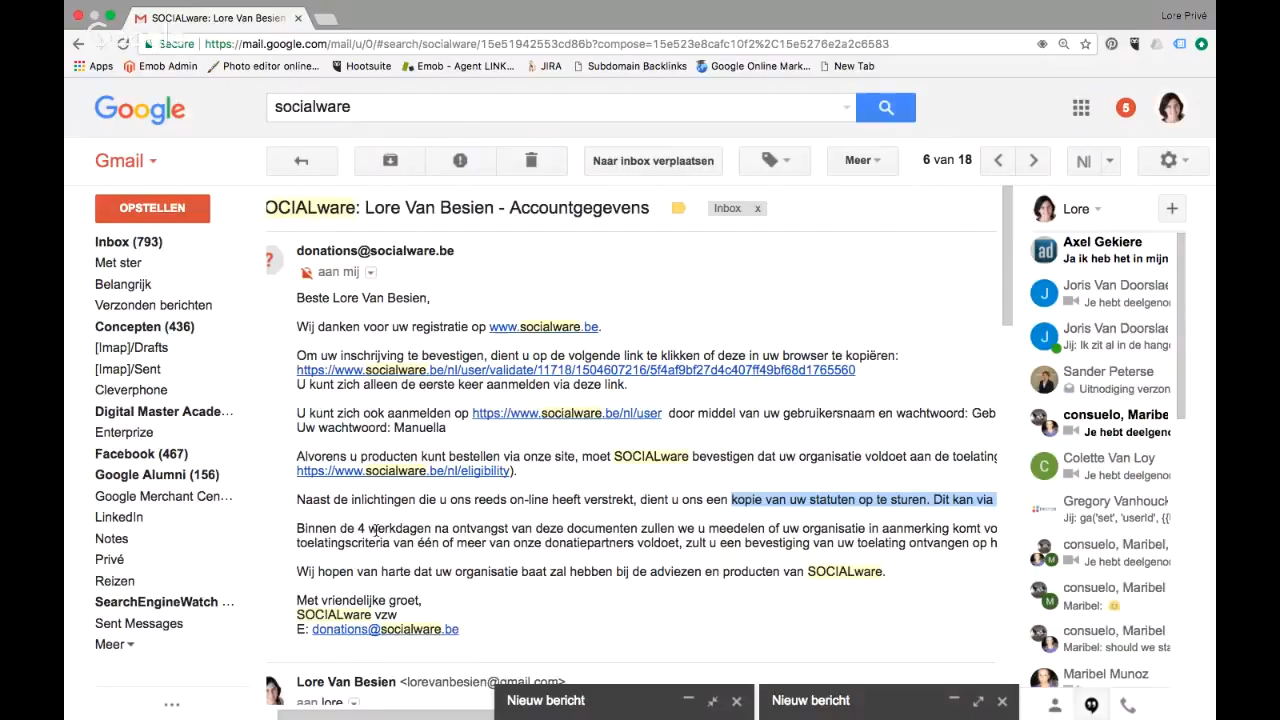 SOCIALware: Lore Van Besien
Lore Privé
Secure
https://mail.google.com/mail/u/0/#search/socialware/15e51942553cd86b?compose=15e523e8cafc10f2%2C15e5276e2a2c6583
Apps
Emob Admin
Photo editor online...
Hootsuite
Emob - Agent LINK...
JIRA
Subdomain Backlinks
Google Online Mark...
New Tab
Google
socialware
5
Gmail
Naar inbox verplaatsen
Meer
6 van 18
Nl
OPSTELLEN
Inbox (793)
Met ster
Belangrijk
Verzonden berichten
Concepten (436)
[Imap]/Drafts
[Imap]/Sent
Cleverphone
Digital Master Acade...
Enterprize
Facebook (467)
Google Alumni (156)
Google Merchant Cen...
LinkedIn
Notes
Privé
Reizen
SearchEngineWatch ...
Sent Messages
Meer
OCIALware: Lore Van Besien - Accountgegevens
Inbox x
donations@socialware.be
aan mij
Beste Lore Van Besien,
Wij danken voor uw registratie op www.socialware.be.
Om uw inschrijving te bevestigen, dient u op de volgende link te klikken of deze in uw browser te kopiëren:
https://www.socialware.be/nl/user/validate/11718/1504607216/5f4af9bf27d4c407ff49bf68d1765560
U kunt zich alleen de eerste keer aanmelden via deze link.
U kunt zich ook aanmelden op https://www.socialware.be/nl/user door middel van uw gebruikersnaam en wachtwoord: Geb
Uw wachtwoord: Manuella
Alvorens u producten kunt bestellen via onze site, moet SOCIALware bevestigen dat uw organisatie voldoet aan de toelating
https://www.socialware.be/nl/eligibility).
Naast de inlichtingen die u ons reeds on-line heeft verstrekt, dient u ons een kopie van uw statuten op te sturen. Dit kan via
Binnen de 4 werkdagen na ontvangst van deze documenten zullen we u meedelen of uw organisatie in aanmerking komt vo
toelatingscriteria van één of meer van onze donatiepartners voldoet, zult u een bevestiging van uw toelating ontvangen op h
Wij hopen van harte dat uw organisatie baat zal hebben bij de adviezen en producten van SOCIALware.
Met vriendelijke groet,
SOCIALware vzw
E: donations@socialware.be
Lore Van Besien <lorevanbesien@gmail.com>
aan lore
Nieuw bericht
Nieuw bericht
Lore
Axel Gekiere
Ja ik heb het in mijn
Joris Van Doorslae
Je hebt deelgenor
Joris Van Doorslae
Jij: Ik zit al in de hang
Sander Peterse
Uitnodiging verzon
consuelo, Maribe
Je hebt deelgenc
Colette Van Loy
Je hebt deelgenor
Gregory Vanhouck
Jij: ga('set', 'userId', {{
consuelo, Maribel,
Je hebt deelgenor
consuelo, Maribel
Maribel:
consuelo, Maribel
Maribel: should we sta
Maribel Munoz